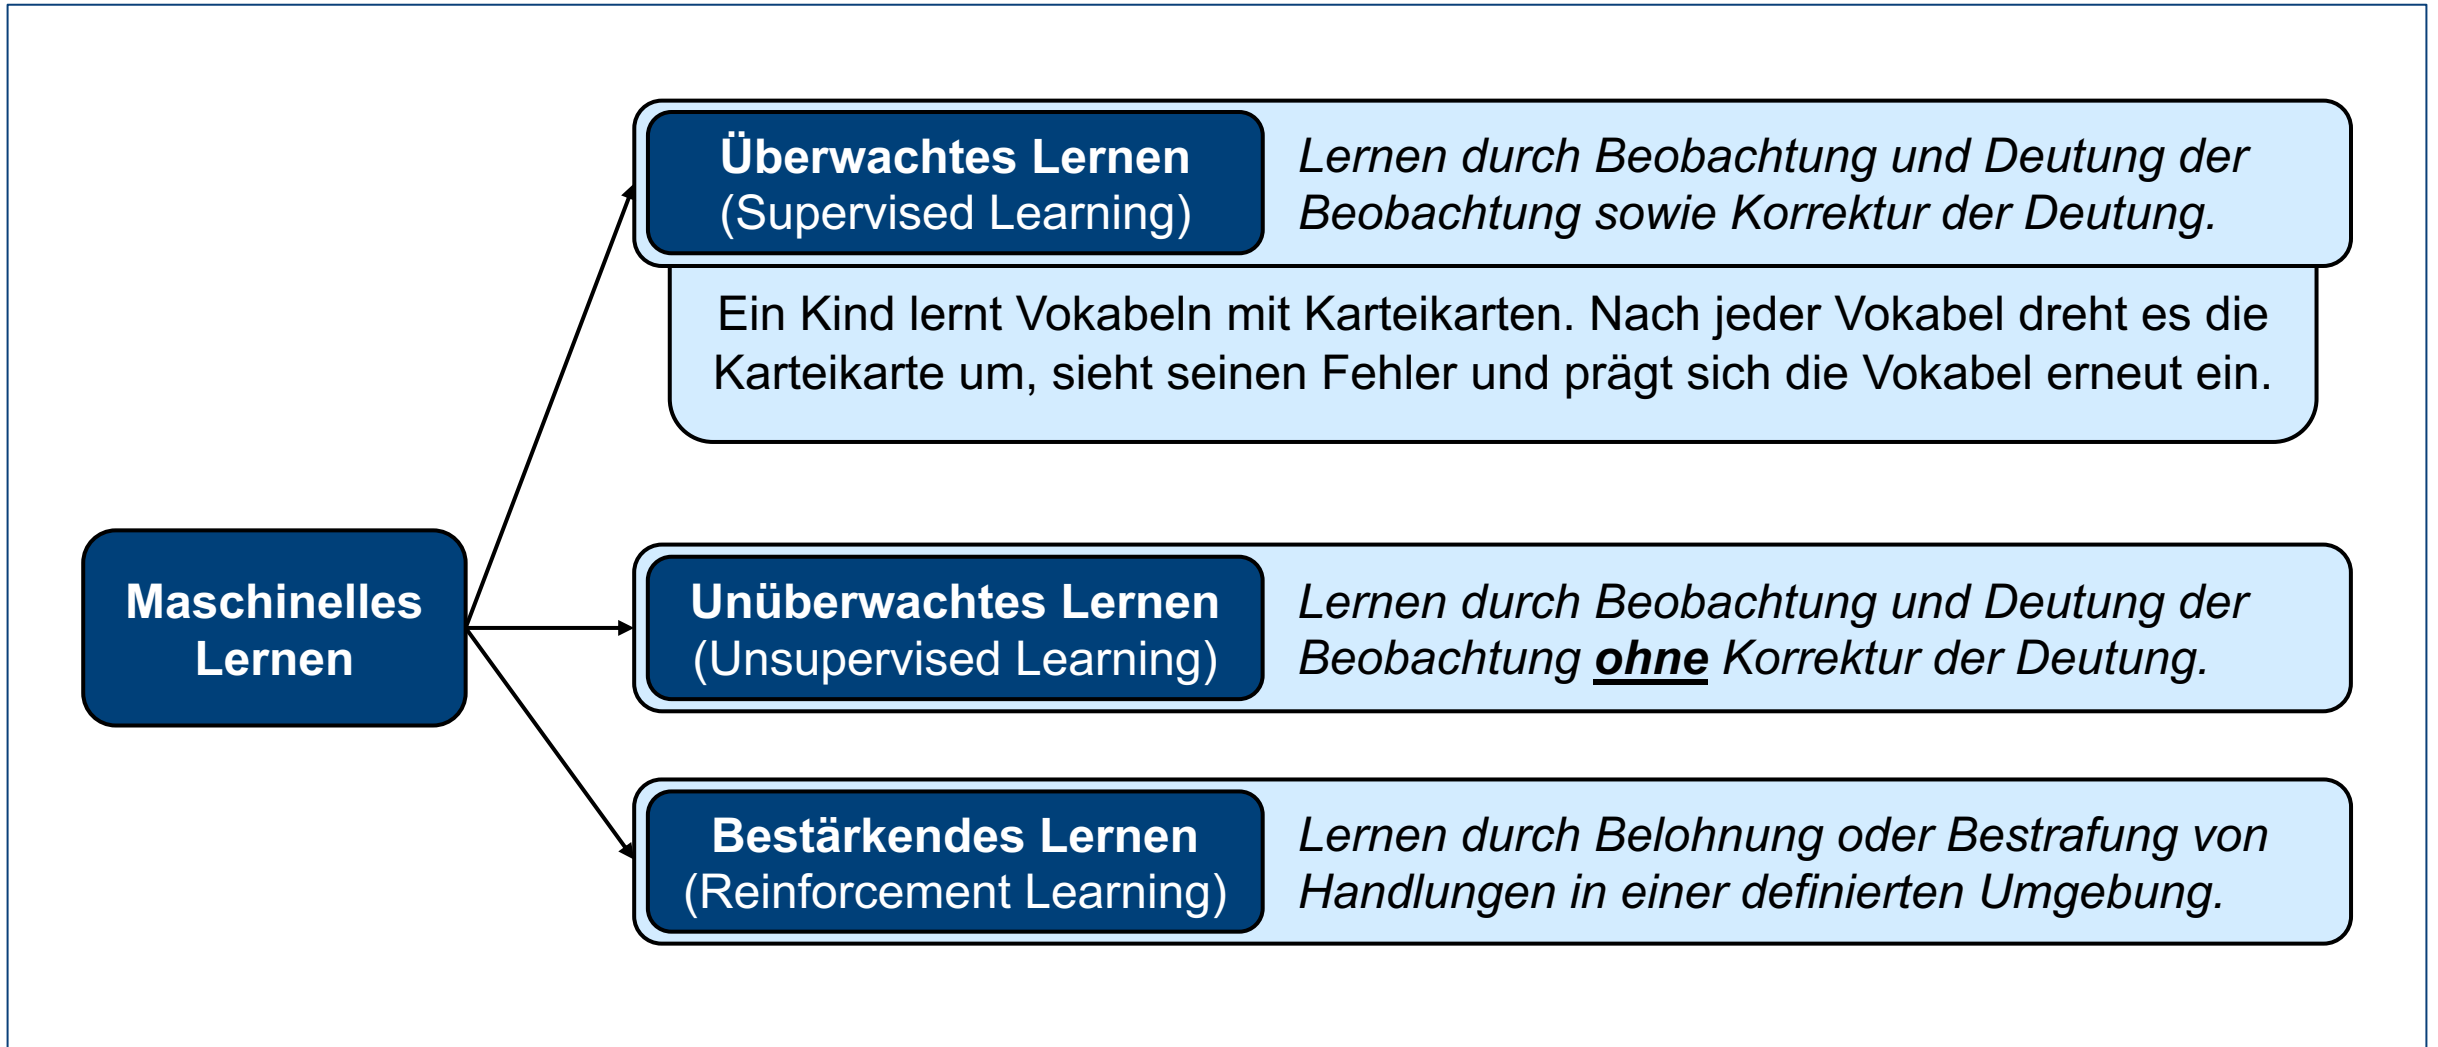 Überwachtes Lernen
(Supervised Learning)
Lernen durch Beobachtung und Deutung der
Beobachtung sowie Korrektur der Deutung.
Ein Kind lernt Vokabeln mit Karteikarten. Nach jeder Vokabel dreht es die
Karteikarte um, sieht seinen Fehler und prägt sich die Vokabel erneut ein.
Maschinelles
Lernen
Unüberwachtes Lernen
(Unsupervised Learning)
Lernen durch Beobachtung und Deutung der
Beobachtung ohne Korrektur der Deutung.
Bestärkendes Lernen
(Reinforcement Learning)
Lernen durch Belohnung oder Bestrafung von
Handlungen in einer definierten Umgebung.